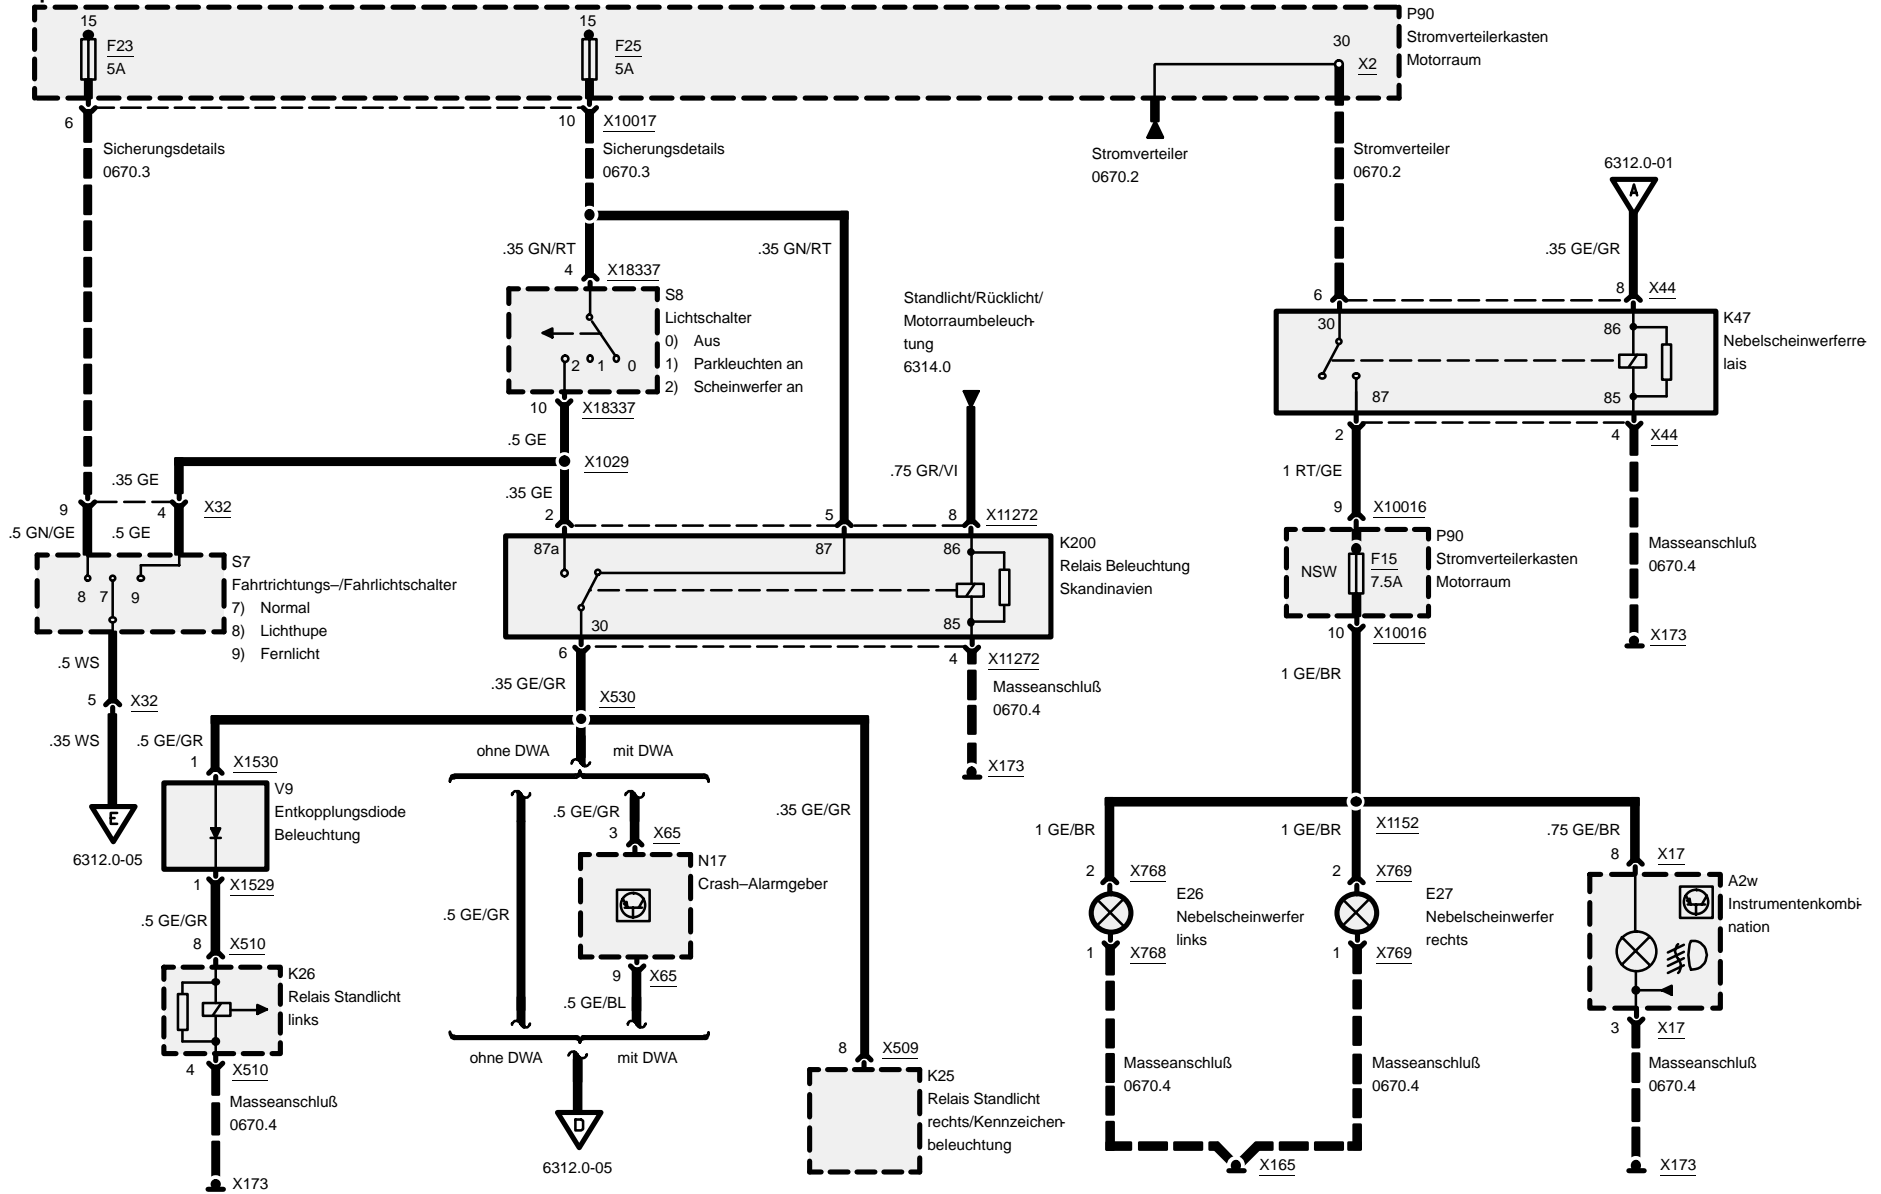 15
F23
5A
15
F25
5A
30
X2
P90
Stromverteilerkasten
Motorraum
6
10
X10017
Sicherungsdetails
0670.3
Sicherungsdetails
0670.3
Stromverteiler
0670.2
Stromverteiler
0670.2
6312.0-01
A
.35 GN/RT
.35 GN/RT
.35 GE/GR
4
X18337
S8
Lichtschalter
0) Aus
1) Parkleuchten an
2) Scheinwerfer an
2 1 0
10
X18337
Standlicht/Rücklicht/
Motorraumbeleuch-
tung
6314.0
6
8
X44
30
86
87
85
K47
Nebelscheinwerferre-
lais
2
4
X44
.5 GE
X1029
.35 GE
.35 GE
.75 GR/VI
1 RT/GE
9
4
X32
.5 GN/GE
.5 GE
2
5
8
X11272
9
X10016
87a
87
86
30
85
K200
Relais Beleuchtung
Skandinavien
P90
Stromverteilerkasten
Motorraum
NSW
F15
7.5A
10
X10016
Masseanschluß
0670.4
X173
8 7 9
S7
Fahrtrichtungs–/Fahrlichtschalter
7) Normal
8) Lichthupe
9) Fernlicht
.5 WS
5
X32
.35 WS
E
6312.0-05
6
4
X11272
.35 GE/GR
X530
Masseanschluß
0670.4
X173
1 GE/BR
.5 GE/GR
1
X1530
V9
Entkopplungsdiode
Beleuchtung
1
X1529
.5 GE/GR
8
X510
K26
Relais Standlicht
links
4
X510
Masseanschluß
0670.4
X173
ohne DWA
mit DWA
.5 GE/GR
.5 GE/GR
3
X65
N17
Crash–Alarmgeber
9
X65
.5 GE/BL
ohne DWA
mit DWA
D
6312.0-05
.35 GE/GR
8
X509
K25
Relais Standlicht
rechts/Kennzeichen-
beleuchtung
X1152
1 GE/BR
1 GE/BR
.75 GE/BR
2
X768
E26
Nebelscheinwerfer
links
1
X768
2
X769
E27
Nebelscheinwerfer
rechts
1
X769
8
X17
A2w
Instrumentenkombi-
nation
3
X17
Masseanschluß
0670.4
Masseanschluß
0670.4
Masseanschluß
0670.4
X165
X173